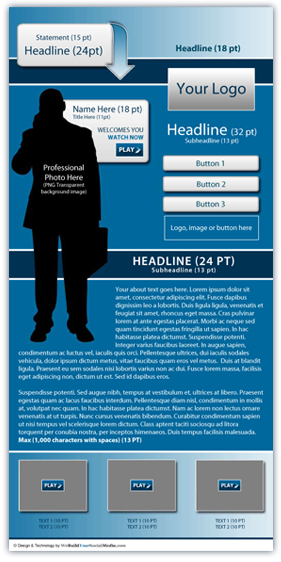 Statement (15 pt)
Headline (24pt)
Headline (18 pt)
Your Logo
Name Here (18 pt)
Title Here (11pt)
WELCOMES YOU
WATCH NOW
PLAY
Headline (32 pt)
Subheadline (13 pt)
Professional
Photo Here
(PNG Transparent
background image)
Button 1
Button 2
Button 3
Logo, image or button here
HEADLINE (24 PT)
Subheadline (13 pt)
Your about text goes here. Lorem ipsum dolor sit
amet, consectetur adipiscing elit. Fusce dapibus
dignissim leo a lobortis. Duis ligula ligula, venenatis et
feugiat sit amet, rhoncus eget massa. Cras pulvinar
lorem at ante egestas placerat. Morbi ac neque sed
quam tincidunt egestas fringilla ut sapien. In hac
habitasse platea dictumst. Suspendisse potenti.
Integer varius faucibus laoreet. In augue sapien,
condimentum ac luctus vel, iaculis quis orci. Pellentesque ultrices, dui iaculis sodales
vehicula, dolor ipsum dictum metus, vitae faucibus quam eros vel metus. Duis at blandit
ligula. Praesent eu sem sodales nisi lobortis varius non ac dui. Fusce lorem massa, facilisis
eget adipiscing non, dictum ut est. Sed id dapibus eros.
Suspendisse potenti. Sed augue nibh, tempus at vestibulum et, ultrices at libero. Praesent
egestas quam ac lacus faucibus interdum. Pellentesque diam nisl, condimentum in mollis
at, volutpat nec quam. In hac habitasse platea dictumst. Nam ac lorem non lectus ornare
venenatis at ut turpis. Nunc cursus venenatis bibendum. Curabitur condimentum sapien
ut nisi tempus vel scelerisque lorem dictum. Class aptent taciti sociosqu ad litora
torquent per conubia nostra, per inceptos himenaeos. Duis tempus facilisis malesuada.
Max (1,000 characters with spaces) (13 PT)
PLAY
PLAY
PLAY
TEXT 1 (10 PT)
TEXT 2 (10 PT)
TEXT 1 (10 PT)
TEXT 2 (10 PT)
TEXT 1 (10 PT)
TEXT 2 (10 PT)
© Design & Technology by WeBuildYourSocialMedia.com